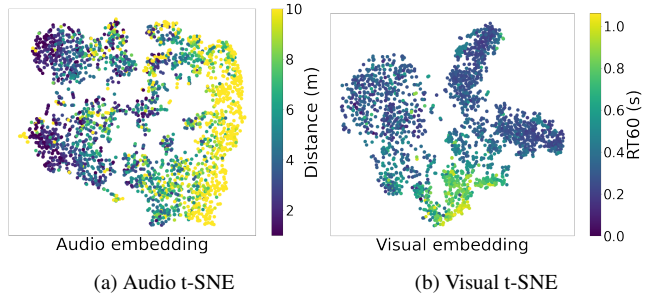 10
8
6
4
2
Distance (m)
Audio embedding
(a) Audio t-SNE
1.0
0.8
0.6
0.4
0.2
0.0
RT60 (s)
Visual embedding
(b) Visual t-SNE